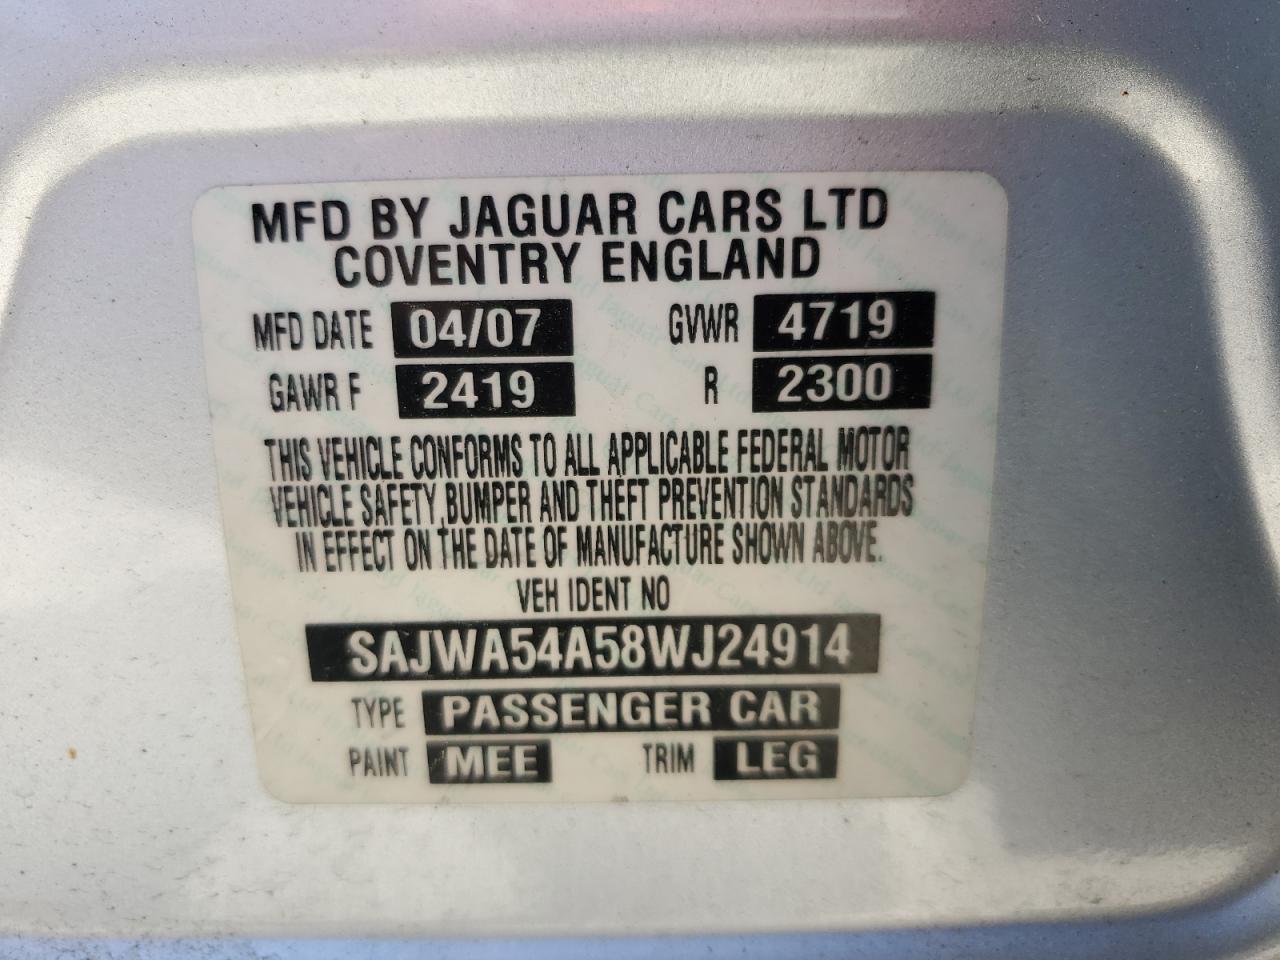 MFD BY JAGUAR CARS LTD
COVENTRY ENGLAND
MFD DATE 04/07 GVWR 4719
GAWR F 2419 R 2300
THIS VEHICLE CONFORMS TO ALL APPLICABLE FEDERAL MOTOR
VEHICLE SAFETY,BUMPER AND THEFT PREVENTION STANDARDS
IN EFFECT ON THE DATE OF MANUFACTURE SHOWN ABOVE.
VEH IDENT NO
SAJWA54A58WJ24914
TYPE PASSENGER CAR
PAINT MEE TRIM LEG